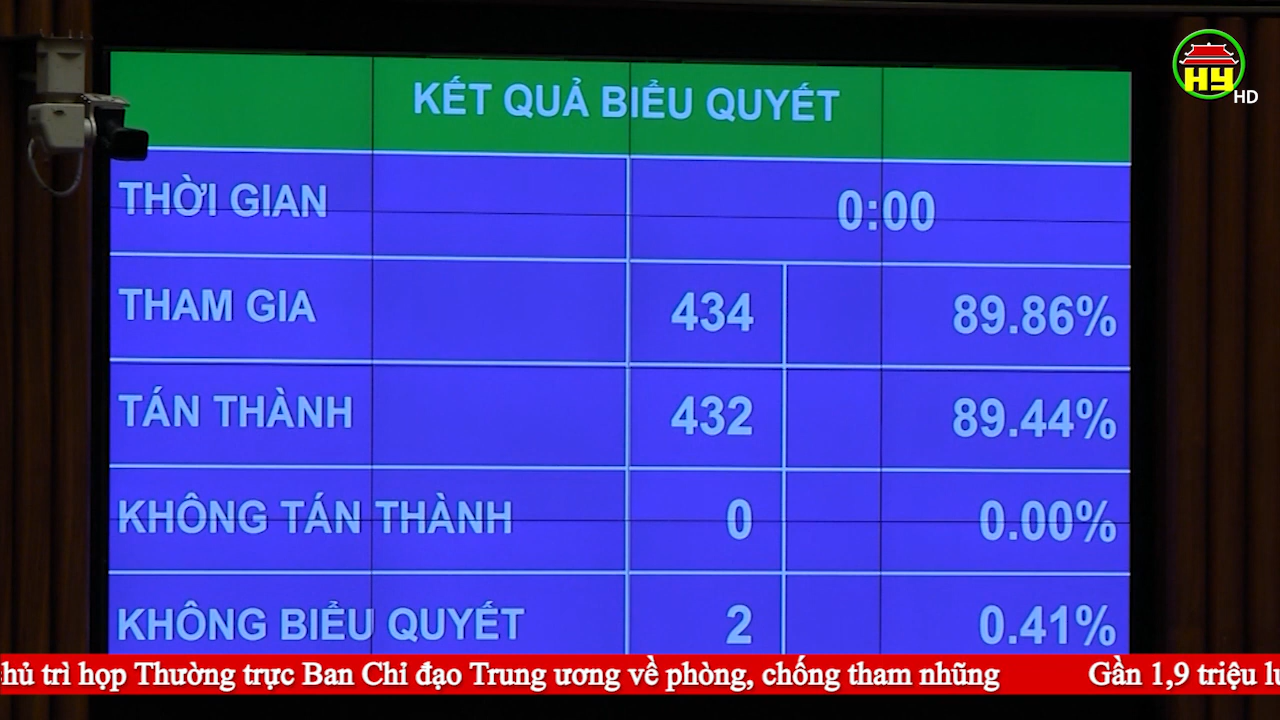 HY
HD
KẾT QUẢ BIỂU QUYẾT
THỜI GIAN 0:00
THAM GIA 434 89.86%
TÁN THÀNH 432 89.44%
KHÔNG TÁN THÀNH 0 0.00%
KHÔNG BIỂU QUYẾT 2 0.41%
trì họp Thường trực Ban Chỉ đạo Trung ương về phòng, chống tham nhũng Gần 1,9 triệu